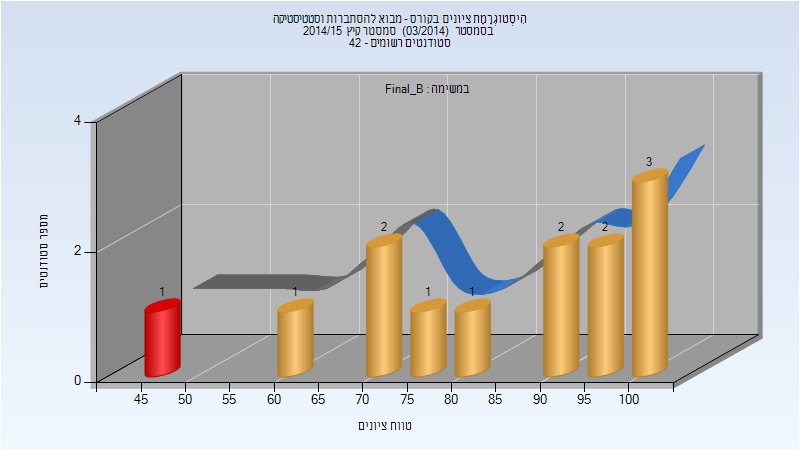 היסטוגרמת ציונים בקורס - מבוא להסתברות וסטטיסטיקה
בסמסטר (03/2014) סמסטר קיץ 2014/15
סטודנטים רשומים - 42
במשימה : Final_B
4
2
0
מספר סטודנטים
1
1
2
1
1
2
2
3
45 50 55 60 65 70 75 80 85 90 95 100
טווח ציונים